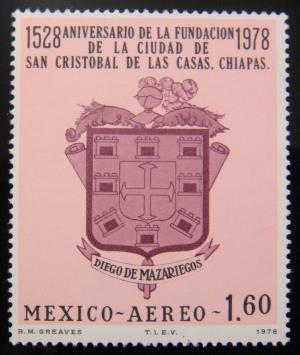 1528 ANIVERSARIO DE LA FUNDACION 1978
DE LA CIUDAD DE
SAN CRISTOBAL DE LAS CASAS, CHIAPAS.
DIEGO DE MAZARIEGOS
MEXICO-AEREO-1.60
R.M. GREAVES T.I.E.V. 1978